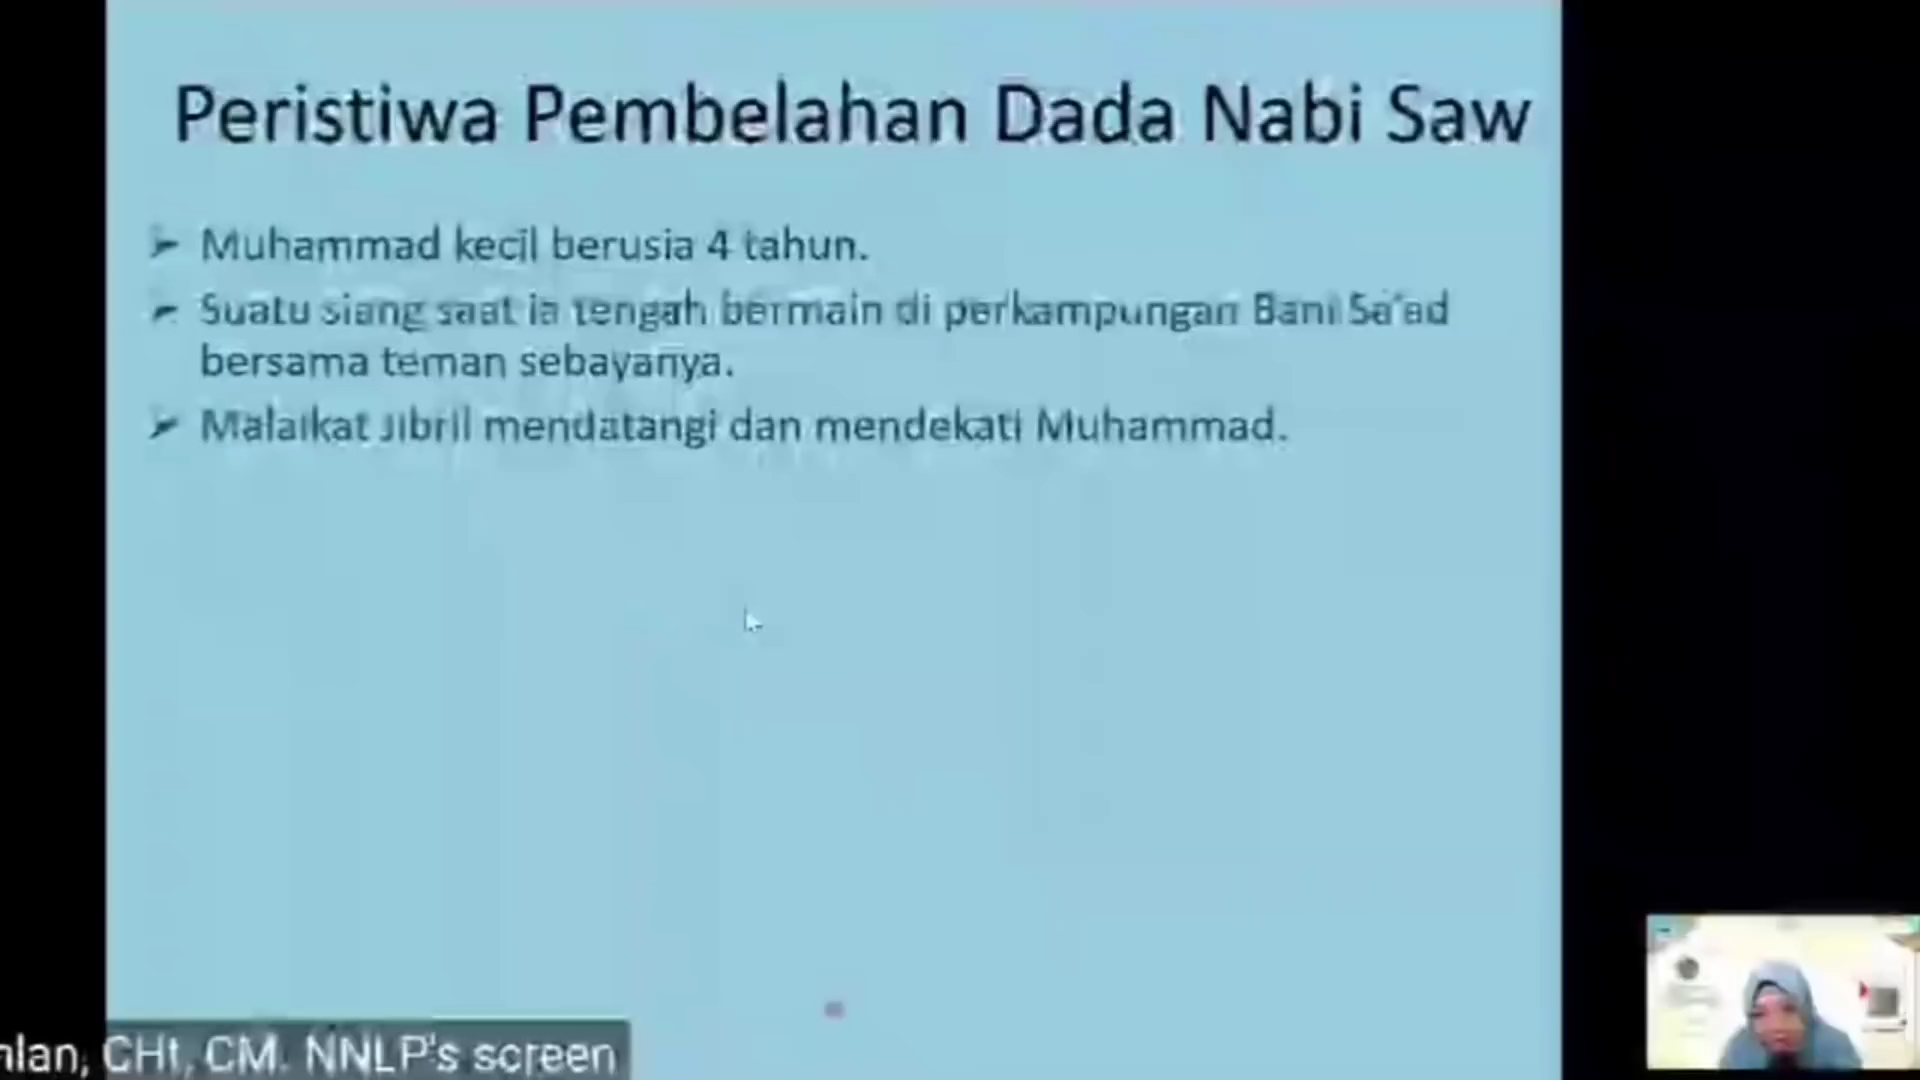 Peristiwa Pembelahan Dada Nabi Saw
➤ Muhammad kecil berusia 4 tahun.
➤ Suatu siang saat ia tengah bermain di perkampungan Bani Sa'ad
bersama teman sebayanya.
➤ Malaikat Jibril mendatangi dan mendekati Muhammad.
nlan, CHt, CM. NNLP's screen